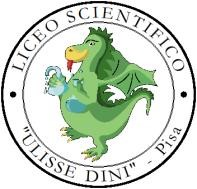 LICEO SCIENTIFICO
"ULISSE DINI" - Pisa